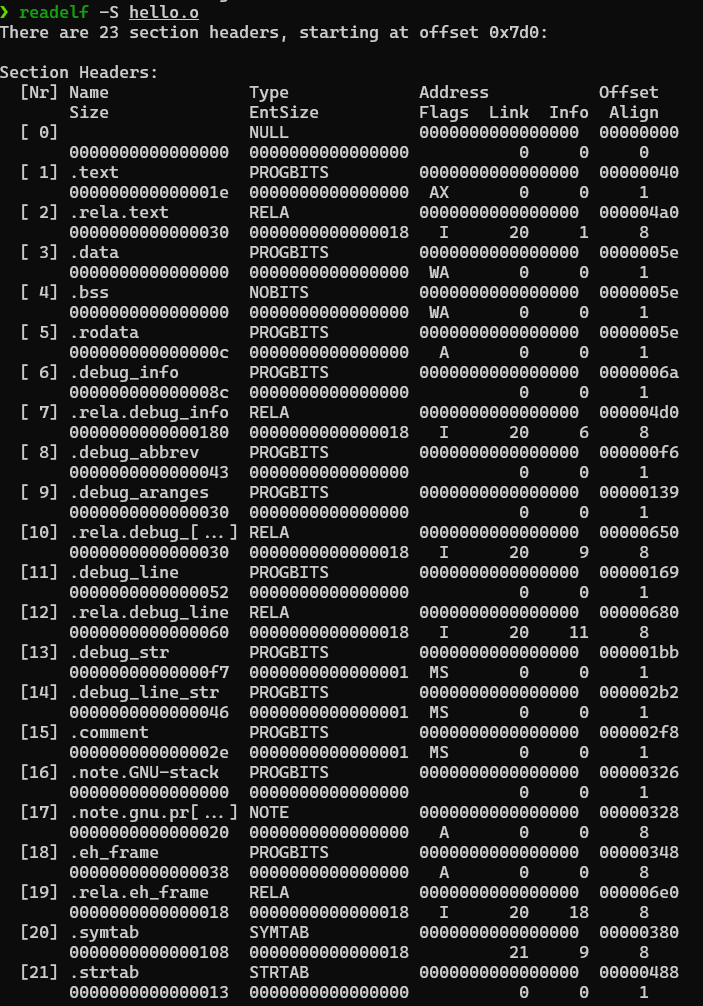 ❯ readelf -S hello.o
There are 23 section headers, starting at offset 0x7d0:

Section Headers:
  [Nr] Name              Type             Address           Offset
       Size              EntSize          Flags  Link  Info  Align
  [ 0]                   NULL             0000000000000000  00000000
       0000000000000000  0000000000000000           0     0     0
  [ 1] .text             PROGBITS         0000000000000000  00000040
       000000000000001e  0000000000000000  AX       0     0     1
  [ 2] .rela.text        RELA             0000000000000000  000004a0
       0000000000000030  0000000000000018   I      20     1     8
  [ 3] .data             PROGBITS         0000000000000000  0000005e
       0000000000000000  0000000000000000  WA       0     0     1
  [ 4] .bss              NOBITS           0000000000000000  0000005e
       0000000000000000  0000000000000000  WA       0     0     1
  [ 5] .rodata           PROGBITS         0000000000000000  0000005e
       000000000000000c  0000000000000000   A       0     0     1
  [ 6] .debug_info       PROGBITS         0000000000000000  0000006a
       000000000000008c  0000000000000000           0     0     1
  [ 7] .rela.debug_info  RELA             0000000000000000  000004d0
       0000000000000180  0000000000000018   I      20     6     8
  [ 8] .debug_abbrev     PROGBITS         0000000000000000  000000f6
       0000000000000043  0000000000000000           0     0     1
  [ 9] .debug_aranges    PROGBITS         0000000000000000  00000139
       0000000000000030  0000000000000000           0     0     1
  [10] .rela.debug_[...] RELA             0000000000000000  00000650
       0000000000000030  0000000000000018   I      20     9     8
  [11] .debug_line       PROGBITS         0000000000000000  00000169
       0000000000000052  0000000000000000           0     0     1
  [12] .rela.debug_line  RELA             0000000000000000  00000680
       0000000000000060  0000000000000018   I      20    11     8
  [13] .debug_str        PROGBITS         0000000000000000  000001bb
       00000000000000f7  0000000000000001  MS       0     0     1
  [14] .debug_line_str   PROGBITS         0000000000000000  000002b2
       0000000000000046  0000000000000001  MS       0     0     1
  [15] .comment          PROGBITS         0000000000000000  000002f8
       000000000000002e  0000000000000001  MS       0     0     1
  [16] .note.GNU-stack   PROGBITS         0000000000000000  00000326
       0000000000000000  0000000000000000           0     0     1
  [17] .note.gnu.pr[...] NOTE             0000000000000000  00000328
       0000000000000020  0000000000000000   A       0     0     8
  [18] .eh_frame         PROGBITS         0000000000000000  00000348
       0000000000000038  0000000000000000   A       0     0     8
  [19] .rela.eh_frame    RELA             0000000000000000  000006e0
       0000000000000018  0000000000000018   I      20    18     8
  [20] .symtab           SYMTAB           0000000000000000  00000380
       0000000000000108  0000000000000018          21     9     8
  [21] .strtab           STRTAB           0000000000000000  00000488
       0000000000000013  0000000000000000           0     0     1